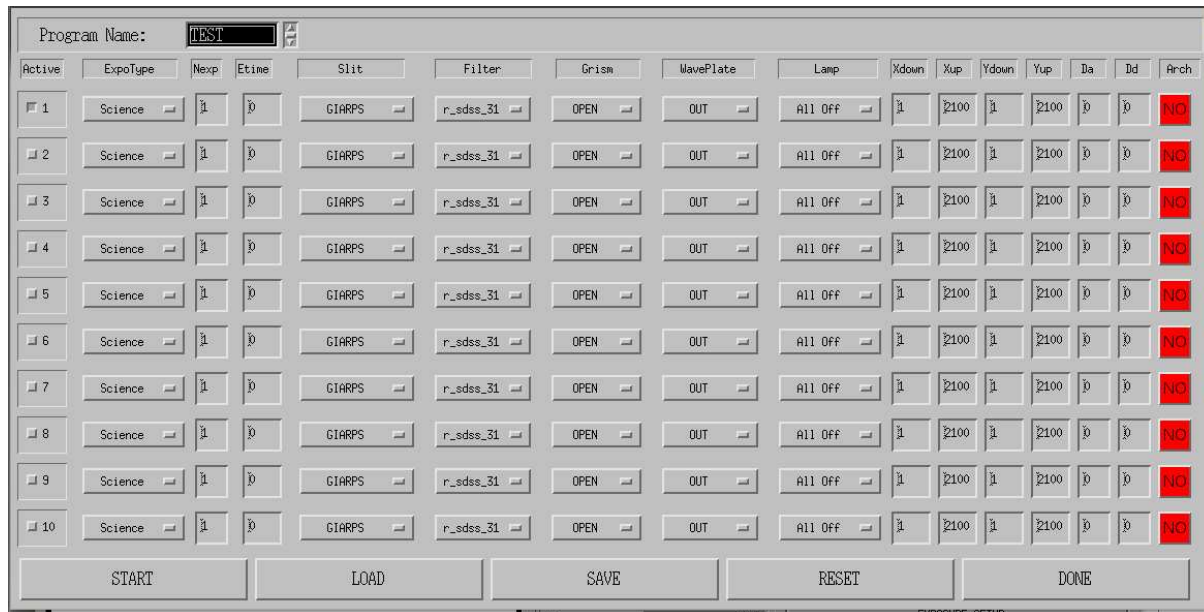 Program Name: TEST
Active ExpoType Nexp Etime Slit Filter Grism WavePlate Lamp Xdown Xup Ydown Yup Da Dd Arch
1 Science 1 0 GIARPS r_sdss_31 OPEN OUT All Off 1 2100 1 2100 0 0 NO
2 Science 1 0 GIARPS r_sdss_31 OPEN OUT All Off 1 2100 1 2100 0 0 NO
3 Science 1 0 GIARPS r_sdss_31 OPEN OUT All Off 1 2100 1 2100 0 0 NO
4 Science 1 0 GIARPS r_sdss_31 OPEN OUT All Off 1 2100 1 2100 0 0 NO
5 Science 1 0 GIARPS r_sdss_31 OPEN OUT All Off 1 2100 1 2100 0 0 NO
6 Science 1 0 GIARPS r_sdss_31 OPEN OUT All Off 1 2100 1 2100 0 0 NO
7 Science 1 0 GIARPS r_sdss_31 OPEN OUT All Off 1 2100 1 2100 0 0 NO
8 Science 1 0 GIARPS r_sdss_31 OPEN OUT All Off 1 2100 1 2100 0 0 NO
9 Science 1 0 GIARPS r_sdss_31 OPEN OUT All Off 1 2100 1 2100 0 0 NO
10 Science 1 0 GIARPS r_sdss_31 OPEN OUT All Off 1 2100 1 2100 0 0 NO
START LOAD SAVE RESET DONE